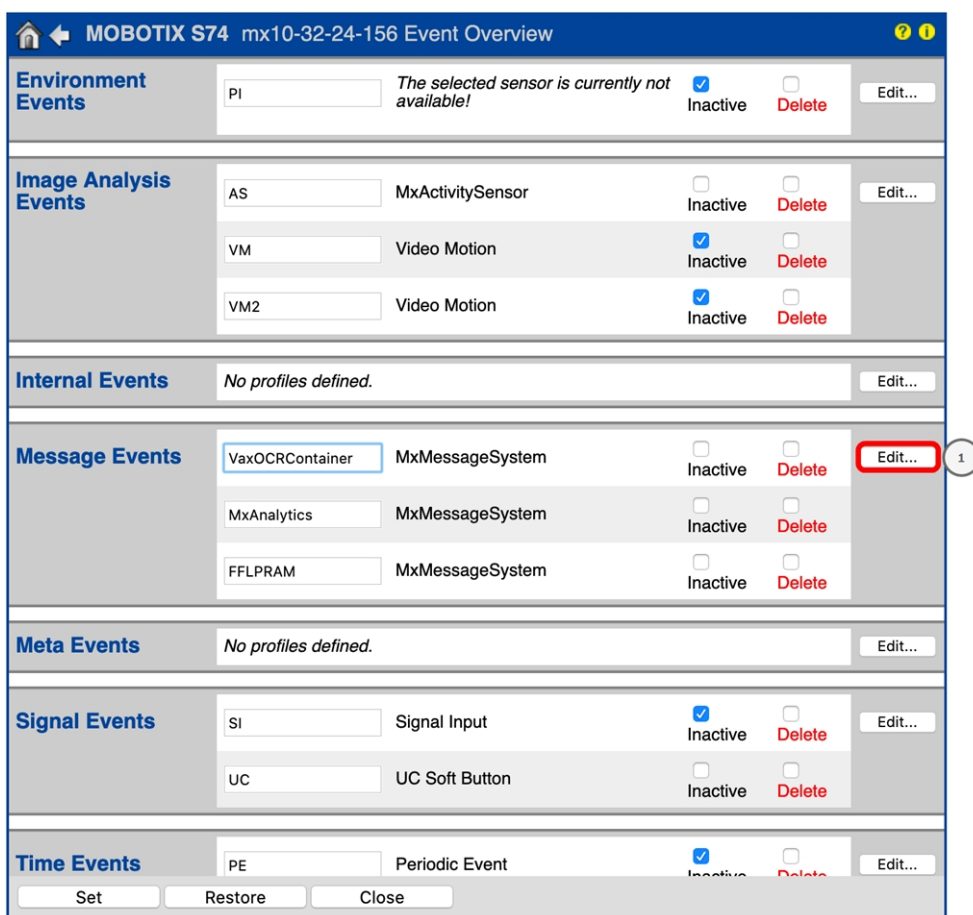 MOBOTIX S74 mx10-32-24-156 Event Overview ? i
Environment Events
PI
The selected sensor is currently not available!
Inactive
Delete
Edit...
Image Analysis Events
AS
MxActivitySensor
Inactive
Delete
Edit...
VM
Video Motion
Inactive
Delete
VM2
Video Motion
Inactive
Delete
Internal Events
No profiles defined.
Edit...
Message Events
VaxOCRContainer
MxMessageSystem
Inactive
Delete
Edit...
1
MxAnalytics
MxMessageSystem
Inactive
Delete
FFLPRAM
MxMessageSystem
Inactive
Delete
Meta Events
No profiles defined.
Edit...
Signal Events
SI
Signal Input
Inactive
Delete
Edit...
UC
UC Soft Button
Inactive
Delete
Time Events
PE
Periodic Event
Inactive
Delete
Edit...
Set
Restore
Close